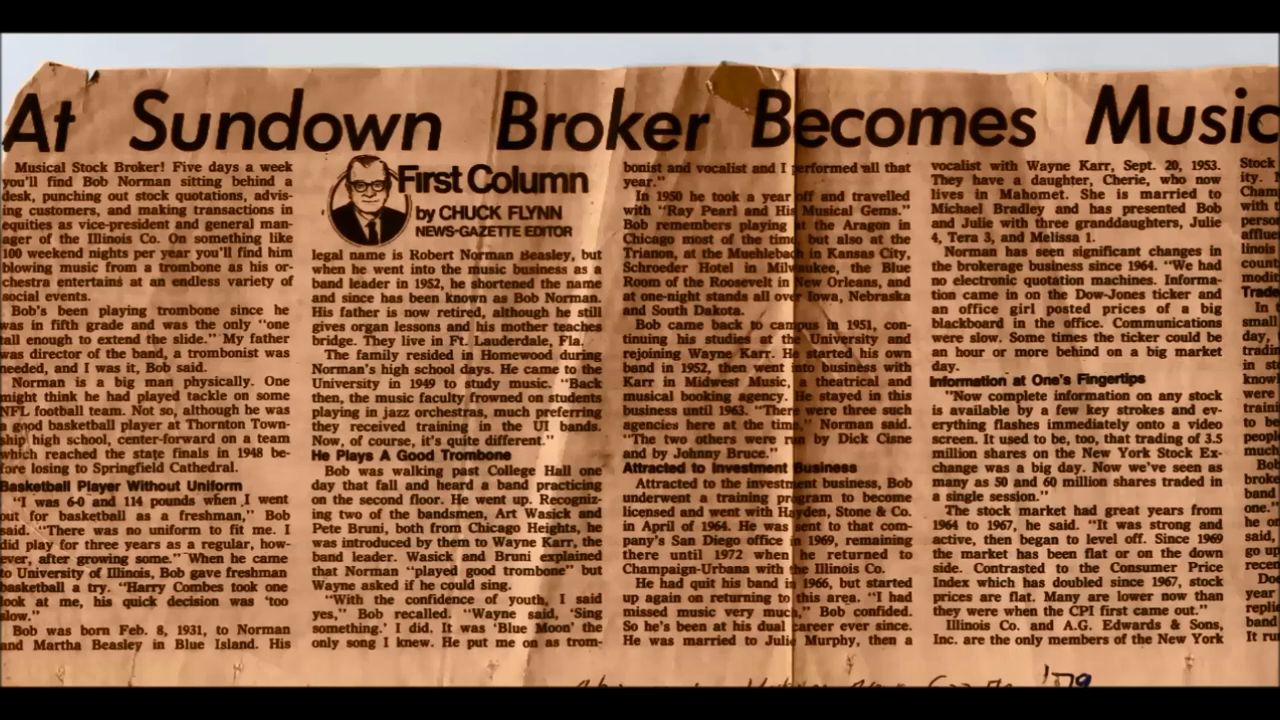 At Sundown Broker Becomes Music
Musical Stock Broker! Five days a week
you'll find Bob Norman sitting behind a
desk, punching out stock quotations, advis-
ing customers, and making transactions in
equities as vice-president and general man-
ager of the Illinois Co. On something like
100 weekend nights per year you'll find him
blowing music from a trombone as his or-
chestra entertains at an endless variety of
social events.
Bob's been playing trombone since he
was in fifth grade and was the only "one
tall enough to extend the slide." My father
was director of the band, a trombonist was
needed, and I was it, Bob said.
Norman is a big man physically. One
might think he had played tackle on some
NFL football team. Not so, although he was
a good basketball player at Thornton Town-
ship high school, center-forward on a team
which reached the state finals in 1948 be-
fore losing to Springfield Cathedral.
Basketball Player Without Uniform
"I was 6-0 and 114 pounds when I went
out for basketball as a freshman," Bob
said. "There was no uniform to fit me. I
did play for three years as a regular, how-
ever, after growing some." When he came
to University of Illinois, Bob gave freshman
basketball a try. "Harry Combes took one
look at me, his quick decision was 'too
slow."
Bob was born Feb. 8, 1931, to Norman
and Martha Beasley in Blue Island. His
First Column
by CHUCK FLYNN
NEWS-GAZETTE EDITOR
legal name is Robert Norman Beasley, but
when he went into the music business as a
band leader in 1952, he shortened the name
and since has been known as Bob Norman.
His father is now retired, although he still
gives organ lessons and his mother teaches
bridge. They live in Ft. Lauderdale, Fla.
The family resided in Homewood during
Norman's high school days. He came to the
University in 1949 to study music. "Back
then, the music faculty frowned on students
playing in jazz orchestras, much preferring
they received training in the UI bands.
Now, of course, it's quite different."
He Plays A Good Trombone
Bob was walking past College Hall one
day that fall and heard a band practicing
on the second floor. He went up. Recogniz-
ing two of the bandsmen, Art Wasick and
Pete Bruni, both from Chicago Heights, he
was introduced by them to Wayne Karr, the
band leader. Wasick and Bruni explained
that Norman "played good trombone" but
Wayne asked if he could sing.
"With the confidence of youth, I said
yes," Bob recalled. "Wayne said, 'Sing
something.' I did. It was 'Blue Moon' the
only song I knew. He put me on as trom-
bonist and vocalist and I performed all that
year."
In 1950 he took a year off and travelled
with "Ray Pearl and His Musical Gems."
Bob remembers playing at the Aragon in
Chicago most of the time, but also at the
Trianon, at the Muehlebach in Kansas City,
Schroeder Hotel in Milwaukee, the Blue
Room of the Roosevelt in New Orleans, and
at one-night stands all over Iowa, Nebraska
and South Dakota.
Bob came back to campus in 1951, con-
tinuing his studies at the University and
rejoining Wayne Karr. He started his own
band in 1952, then went into business with
Karr in Midwest Music, a theatrical and
musical booking agency. He stayed in this
business until 1963. "There were three such
agencies here at the time," Norman said.
"The two others were run by Dick Cisne
and by Johnny Bruce."
Attracted to Investment Business
Attracted to the investment business, Bob
underwent a training program to become
licensed and went with Hayden, Stone & Co.
in April of 1964. He was sent to that com-
pany's San Diego office in 1969, remaining
there until 1972 when he returned to
Champaign-Urbana with the Illinois Co.
He had quit his band in 1966, but started
up again on returning to this area. "I had
missed music very much," Bob confided.
So he's been at his dual career ever since.
He was married to Julie Murphy, then a
vocalist with Wayne Karr, Sept. 20, 1953.
They have a daughter, Cherie, who now
lives in Mahomet. She is married to
Michael Bradley and has presented Bob
and Julie with three granddaughters, Julie
4, Tera 3, and Melissa 1.
Norman has seen significant changes in
the brokerage business since 1964. "We had
no electronic quotation machines. Informa-
tion came in on the Dow-Jones ticker and
an office girl posted prices of a big
blackboard in the office. Communications
were slow. Some times the ticker could be
an hour or more behind on a big market
day.
Information at One's Fingertips
"Now complete information on any stock
is available by a few key strokes and ev-
erything flashes immediately onto a video
screen. It used to be, too, that trading of 3.5
million shares on the New York Stock Ex-
change was a big day. Now we've seen as
many as 50 and 60 million shares traded in
a single session."
The stock market had great years from
1964 to 1967, he said. "It was strong and
active, then began to level off. Since 1969
the market has been flat or on the down
side. Contrasted to the Consumer Price
Index which has doubled since 1967, stock
prices are flat. Many are lower now than
they were when the CPI first came out."
Illinois Co. and A.G. Edwards & Sons,
Inc. are the only members of the New York
Stock
ity.
Cham
with
perso
afflue
linois
count
modit
Trade
In
small
day,
tradin
in st
knowi
were
traini
to be
peopl
much
Bob
broke
band
one."
he or
said,
go up
recen
Doe
year
repli
band
It ru
'79